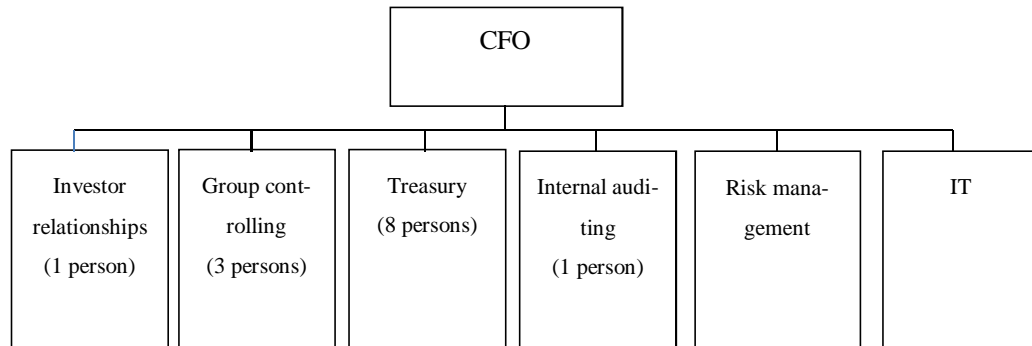 CFO
Investor
relationships
(1 person)
Group cont-
rolling
(3 persons)
Treasury
(8 persons)
Internal audi-
ting
(1 person)
Risk mana-
gement
IT